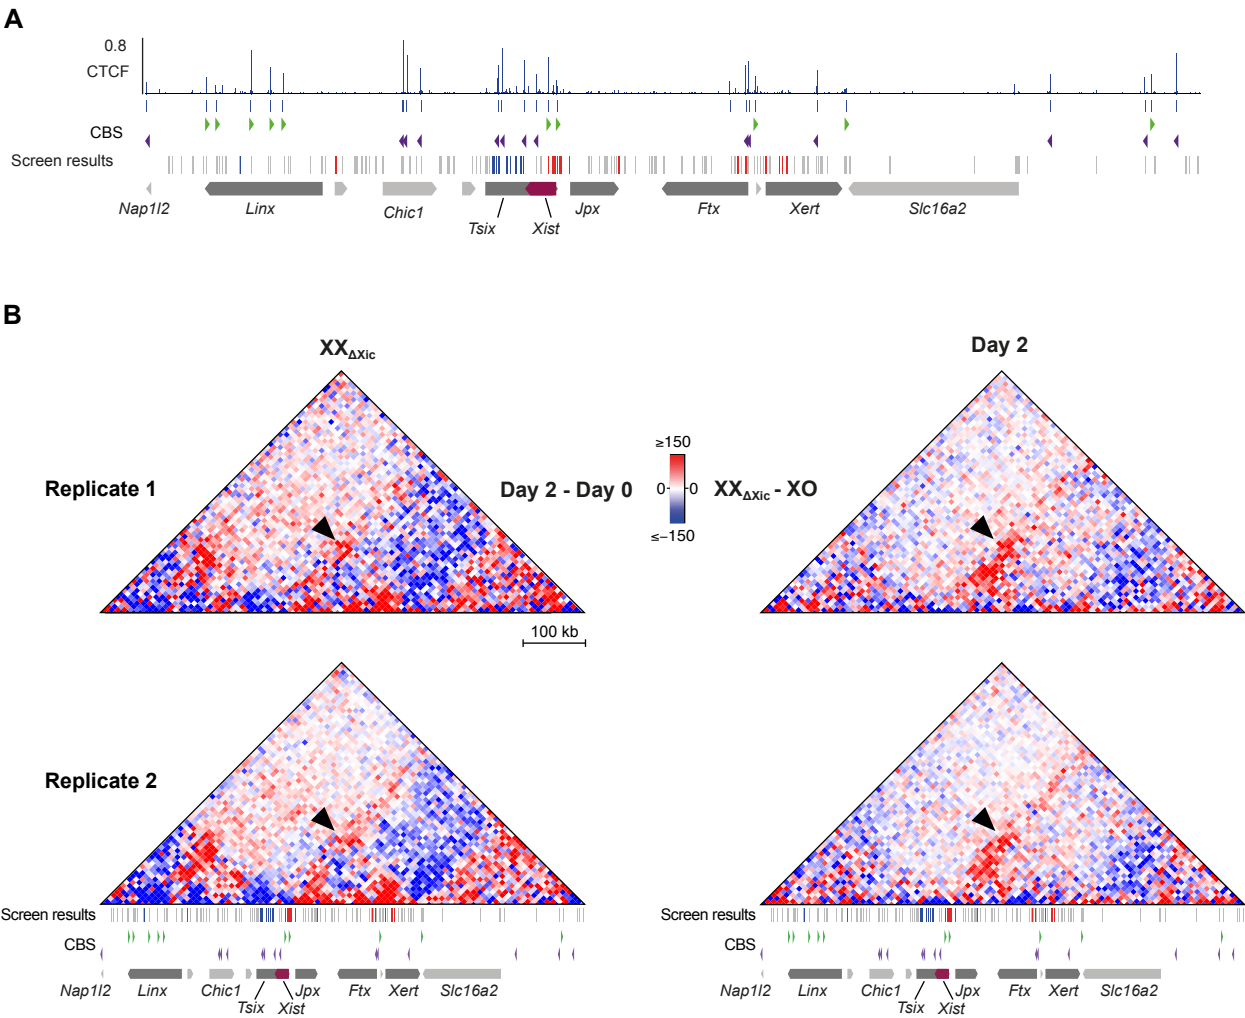 A
0.8
CTCF
CBS
Screen results
Nap1l2 Linx Chic1 Tsix Xist Jpx Ftx Xert Slc16a2
B
XXΔXic
Day 2
≥150
Replicate 1
Day 2 - Day 0
0 0
XXΔXic - XO
≤−150
100 kb
Replicate 2
Screen results
CBS
Nap1l2 Linx Chic1 Tsix Xist Jpx Ftx Xert Slc16a2
Screen results
CBS
Nap1l2 Linx Chic1 Tsix Xist Jpx Ftx Xert Slc16a2